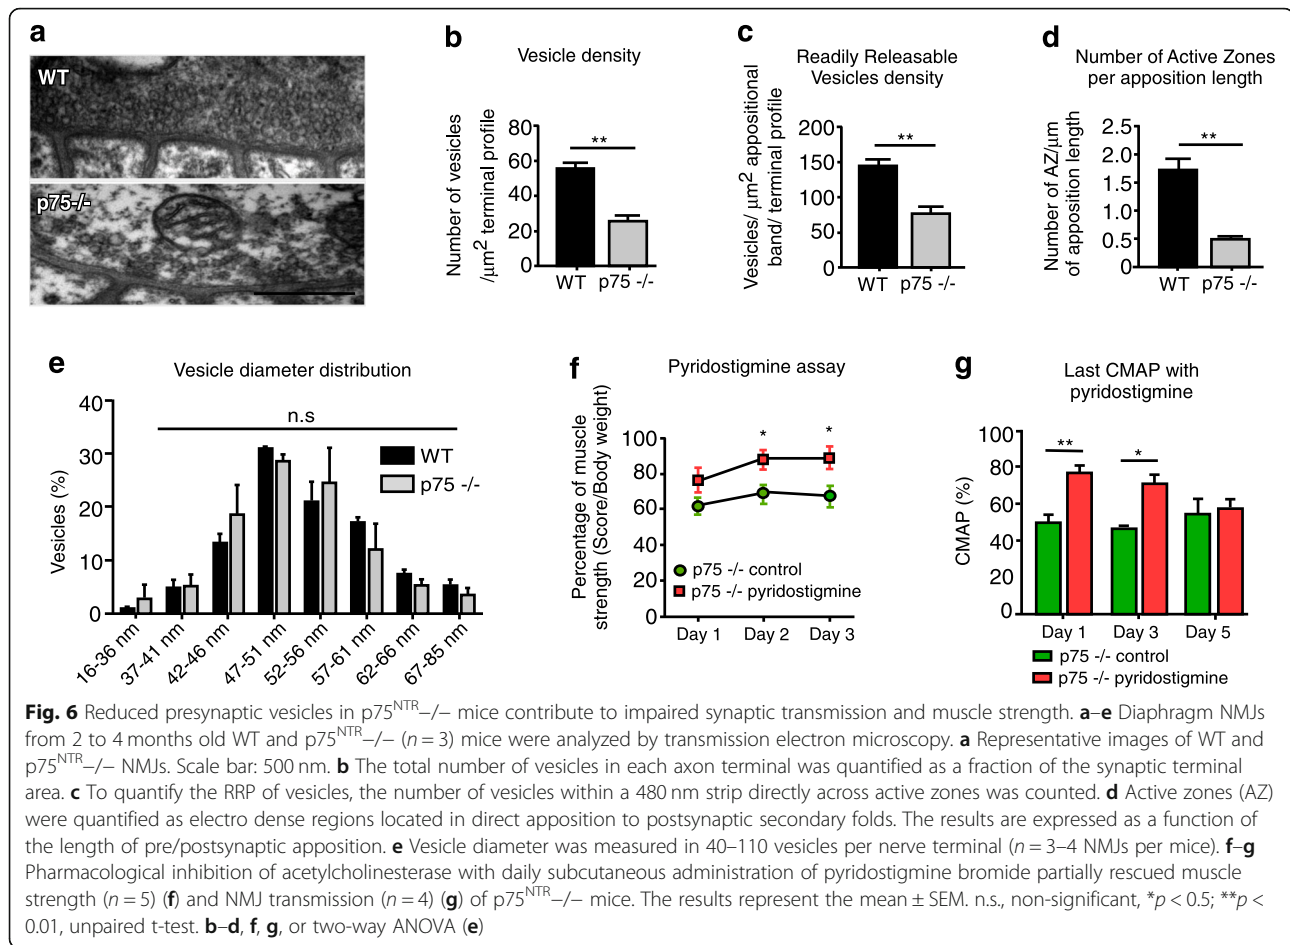 a
WT
p75-/-
b
Vesicle density
Number of vesicles
/µm² terminal profile
80
60
40
20
0
**
WT p75 -/-
c
Readily Releasable
Vesicles density
Vesicles/ µm² appositional
band/ terminal profile
200
150
100
50
0
**
WT p75 -/-
d
Number of Active Zones
per apposition length
Number of AZ/µm
of apposition length
2.5
2.0
1.5
1.0
0.5
0
**
WT p75 -/-
e
Vesicle diameter distribution
Vesicles (%)
40
30
20
10
0
n.s
WT
p75 -/-
16-36 nm
37-41 nm
42-46 nm
47-51 nm
52-56 nm
57-61 nm
62-66 nm
67-85 nm
f
Pyridostigmine assay
Percentage of muscle
strength (Score/Body weight)
100
80
60
40
20
0
* *
p75 -/- control
p75 -/- pyridostigmine
Day 1 Day 2 Day 3
g
Last CMAP with
pyridostigmine
CMAP (%)
100
80
60
40
20
0
** *
Day 1 Day 3 Day 5
p75 -/- control
p75 -/- pyridostigmine
Fig. 6 Reduced presynaptic vesicles in p75ᴺᵀᴿ−/− mice contribute to impaired synaptic transmission and muscle strength. a–e Diaphragm NMJs
from 2 to 4 months old WT and p75ᴺᵀᴿ−/− (n = 3) mice were analyzed by transmission electron microscopy. a Representative images of WT and
p75ᴺᵀᴿ−/− NMJs. Scale bar: 500 nm. b The total number of vesicles in each axon terminal was quantified as a fraction of the synaptic terminal
area. c To quantify the RRP of vesicles, the number of vesicles within a 480 nm strip directly across active zones was counted. d Active zones (AZ)
were quantified as electro dense regions located in direct apposition to postsynaptic secondary folds. The results are expressed as a function of
the length of pre/postsynaptic apposition. e Vesicle diameter was measured in 40–110 vesicles per nerve terminal (n = 3–4 NMJs per mice). f–g
Pharmacological inhibition of acetylcholinesterase with daily subcutaneous administration of pyridostigmine bromide partially rescued muscle
strength (n = 5) (f) and NMJ transmission (n = 4) (g) of p75ᴺᵀᴿ−/− mice. The results represent the mean ± SEM. n.s., non-significant, *p < 0.5; **p <
0.01, unpaired t-test. b–d, f, g, or two-way ANOVA (e)